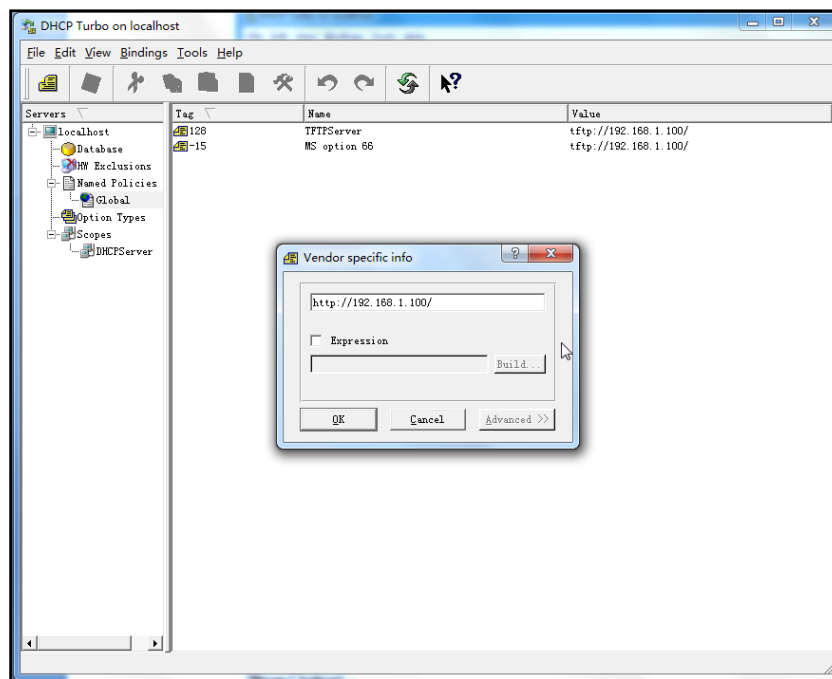 DHCP Turbo on localhost
File Edit View Bindings Tools Help
Servers Tag Name Value
localhost
Database
HW Exclusions
Named Policies
Global
Option Types
Scopes
DHCPServer
128 TFTPServer tftp://192.168.1.100/
-15 MS option 66 tftp://192.168.1.100/
Vendor specific info
http://192.168.1.100/
Expression
Build...
OK Cancel Advanced >>